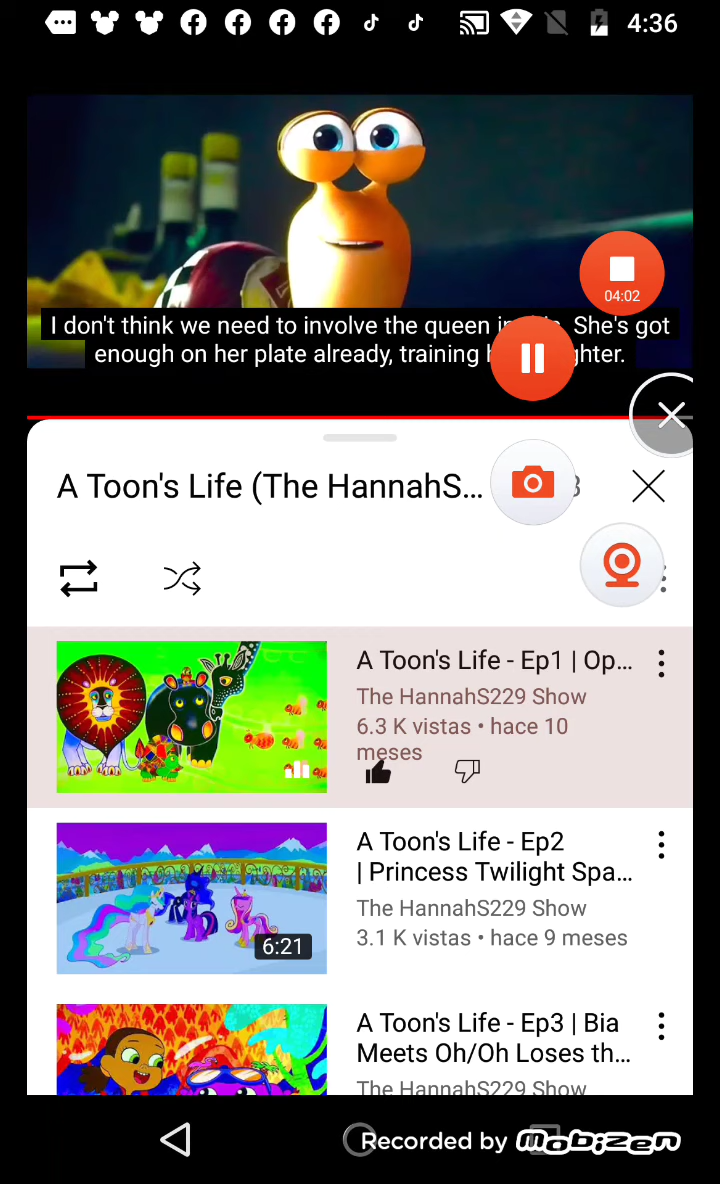 4:36
04:02
I don't think we need to involve the queen She's got
enough on her plate already, training
A Toon's Life (The HannahS...
A Toon's Life - Ep1 | Op...
The HannahS229 Show
6.3 K vistas • hace 10
meses
A Toon's Life - Ep2
| Princess Twilight Spa...
The HannahS229 Show
3.1 K vistas • hace 9 meses
6:21
A Toon's Life - Ep3 | Bia
Meets Oh/Oh Loses th...
The HannahS229 Show
Recorded by Mobizen